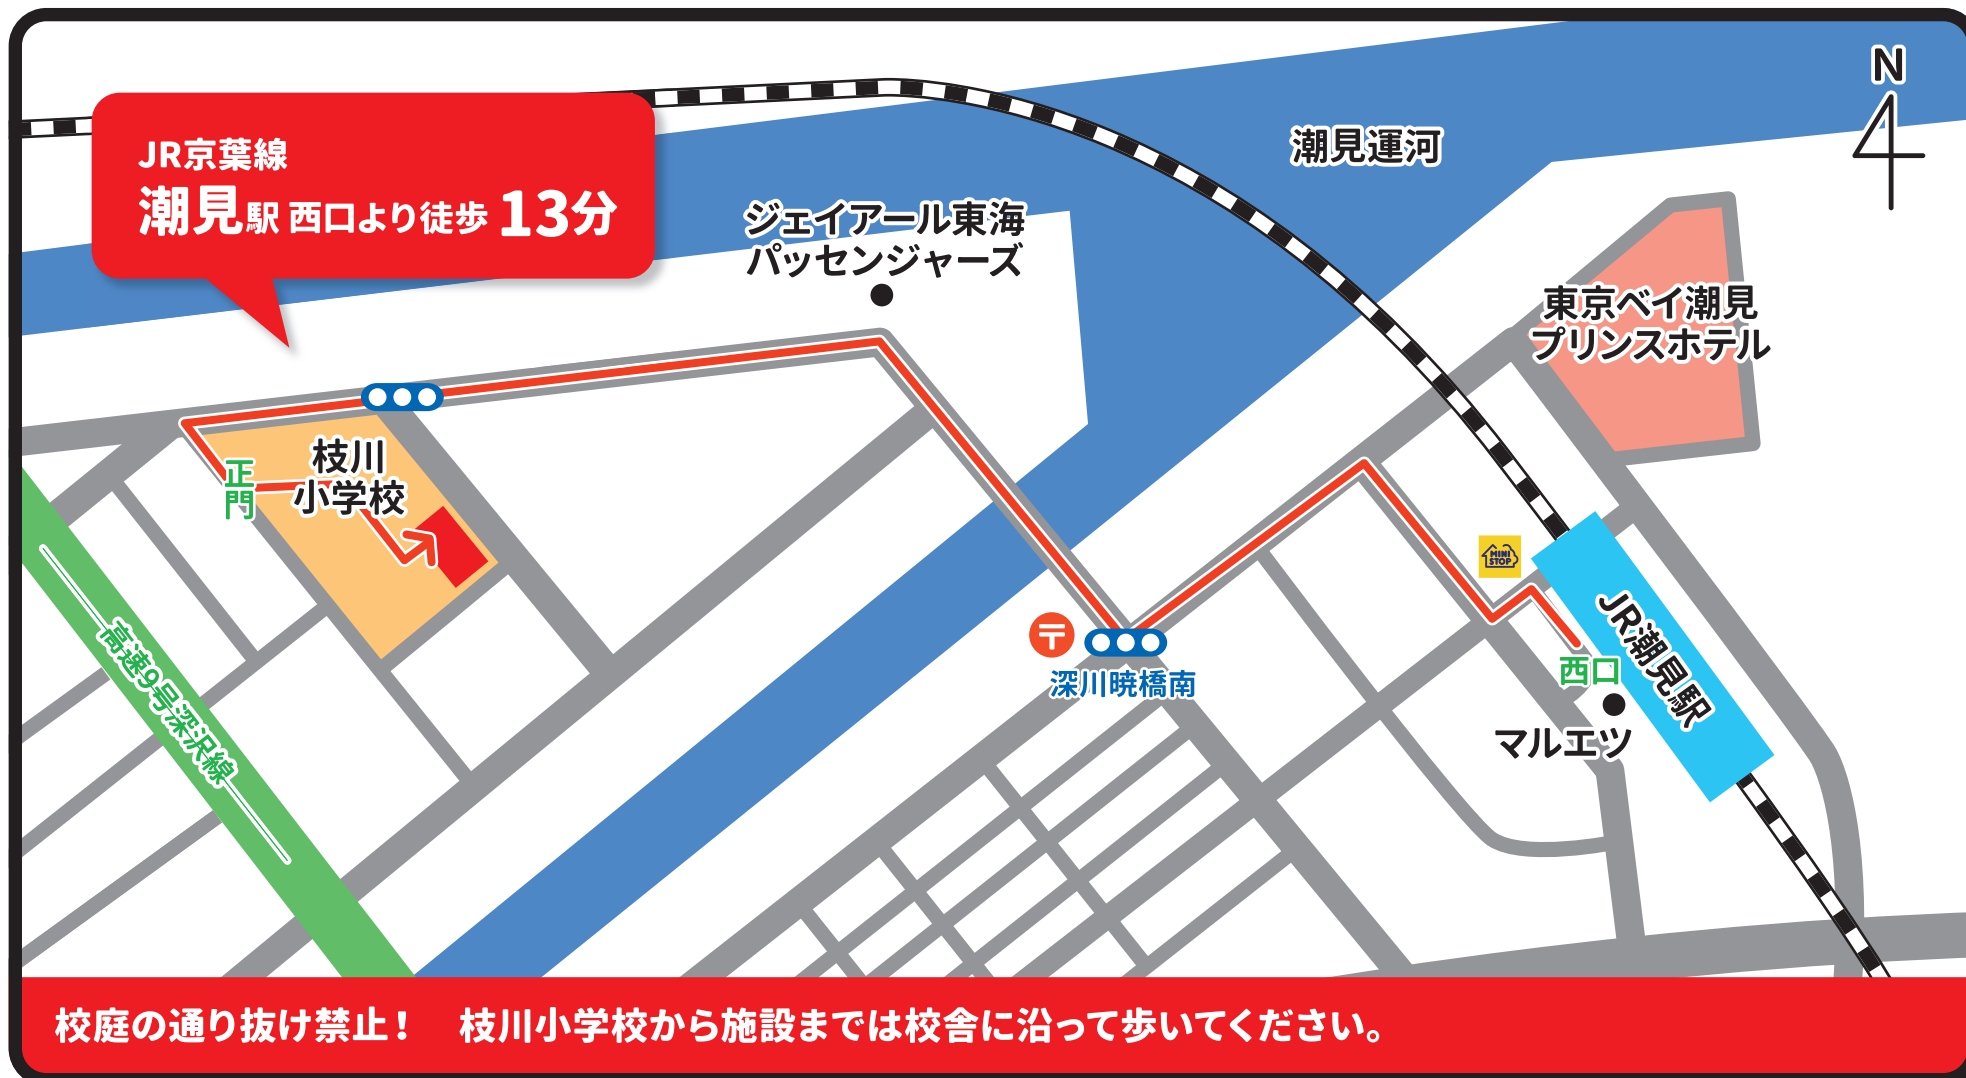 JR京葉線
潮見駅 西口より徒歩 13分
N
潮見運河
ジェイアール東海
パッセンジャーズ
東京ベイ潮見
プリンスホテル
枝川
小学校
正門
MINI
STOP
高速9号深沢線
〒
深川暁橋南
JR潮見駅
西口
マルエツ
校庭の通り抜け禁止! 枝川小学校から施設までは校舎に沿って歩いてください。